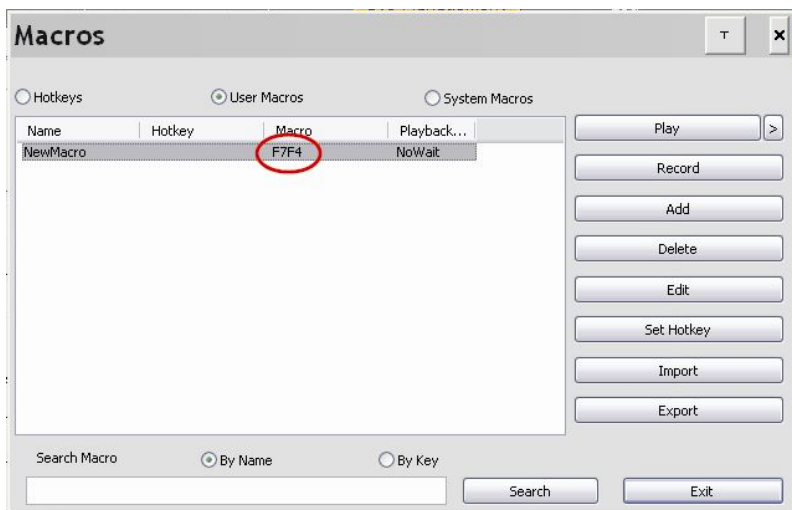 Macros
T
x
Hotkeys
User Macros
System Macros
Name Hotkey Macro Playback...
NewMacro F7F4 NoWait
Play
>
Record
Add
Delete
Edit
Set Hotkey
Import
Export
Search Macro
By Name
By Key
Search
Exit